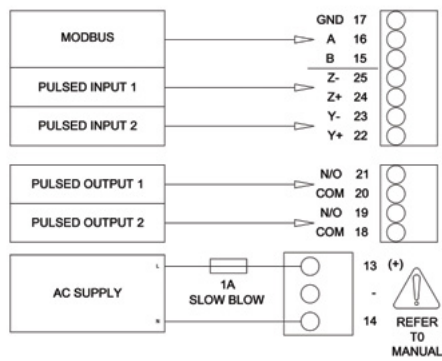 GND 17
MODBUS A 16
B 15
PULSED INPUT 1 Z- 25
Z+ 24
PULSED INPUT 2 Y- 23
Y+ 22
PULSED OUTPUT 1 N/O 21
COM 20
PULSED OUTPUT 2 N/O 19
COM 18
L 13 (+)
1A
SLOW BLOW
AC SUPPLY -
N 14
!
REFER
T0
MANUAL